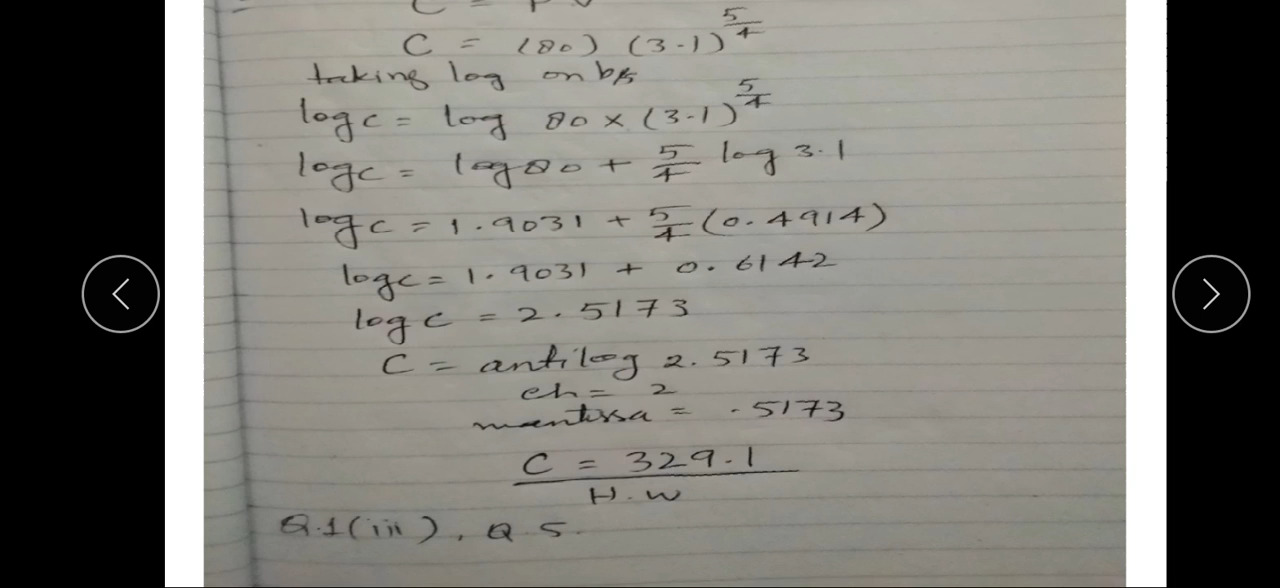 C = P V
C = (80) (3.1)^5/4
taking log on b/s
log c = log 80 × (3.1)^5/4
log c = log 80 + 5/4 log 3.1
log c = 1.9031 + 5/4 (0.4914)
log c = 1.9031 + 0.6142
log c = 2.5173
C = antilog 2.5173
ch = 2
mantissa = .5173
C = 329.1
H.W
Q.1(iii), Q 5.